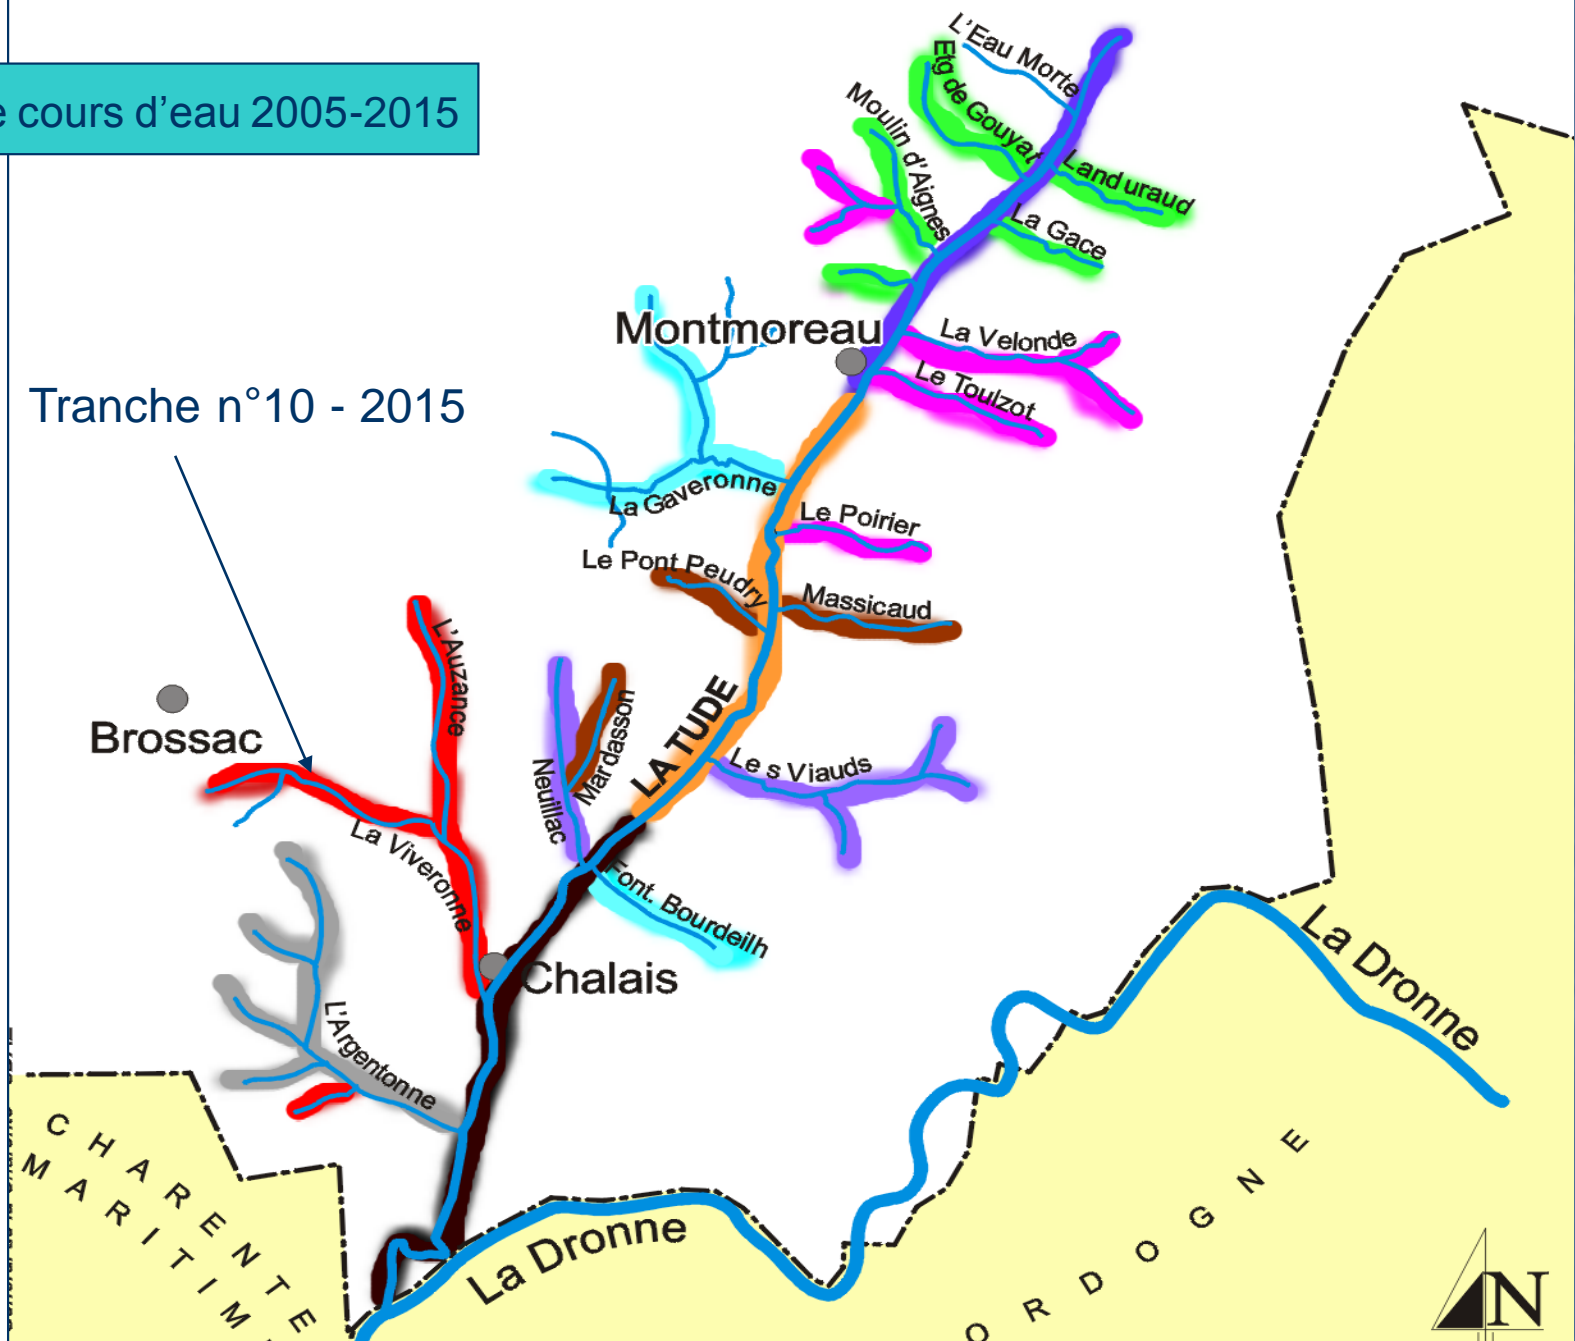 L'Eau Morte
Etg de Gouyat
cours d'eau 2005-2015
Moulin d'Aignes
Landuraud
La Gace
Montmoreau
La Velonde
Le Toulzot
Tranche n°10 - 2015
La Gaveronne
Le Poirier
Le Pont Peudry
Massicaud
L'Auzance
Mardasson
LA TUDE
Brossac
Neuillac
Les Viauds
La Viveronne
Font. Bourdeilh
Chalais
La Dronne
L'Argentonne
CHARENTE
MARITIM
La Dronne
ORDOGNE
N